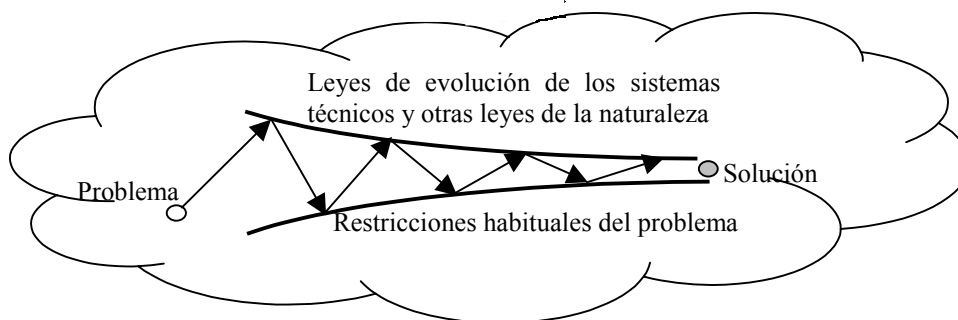 Leyes de evolución de los sistemas
técnicos y otras leyes de la naturaleza
Problema
Solución
Restricciones habituales del problema